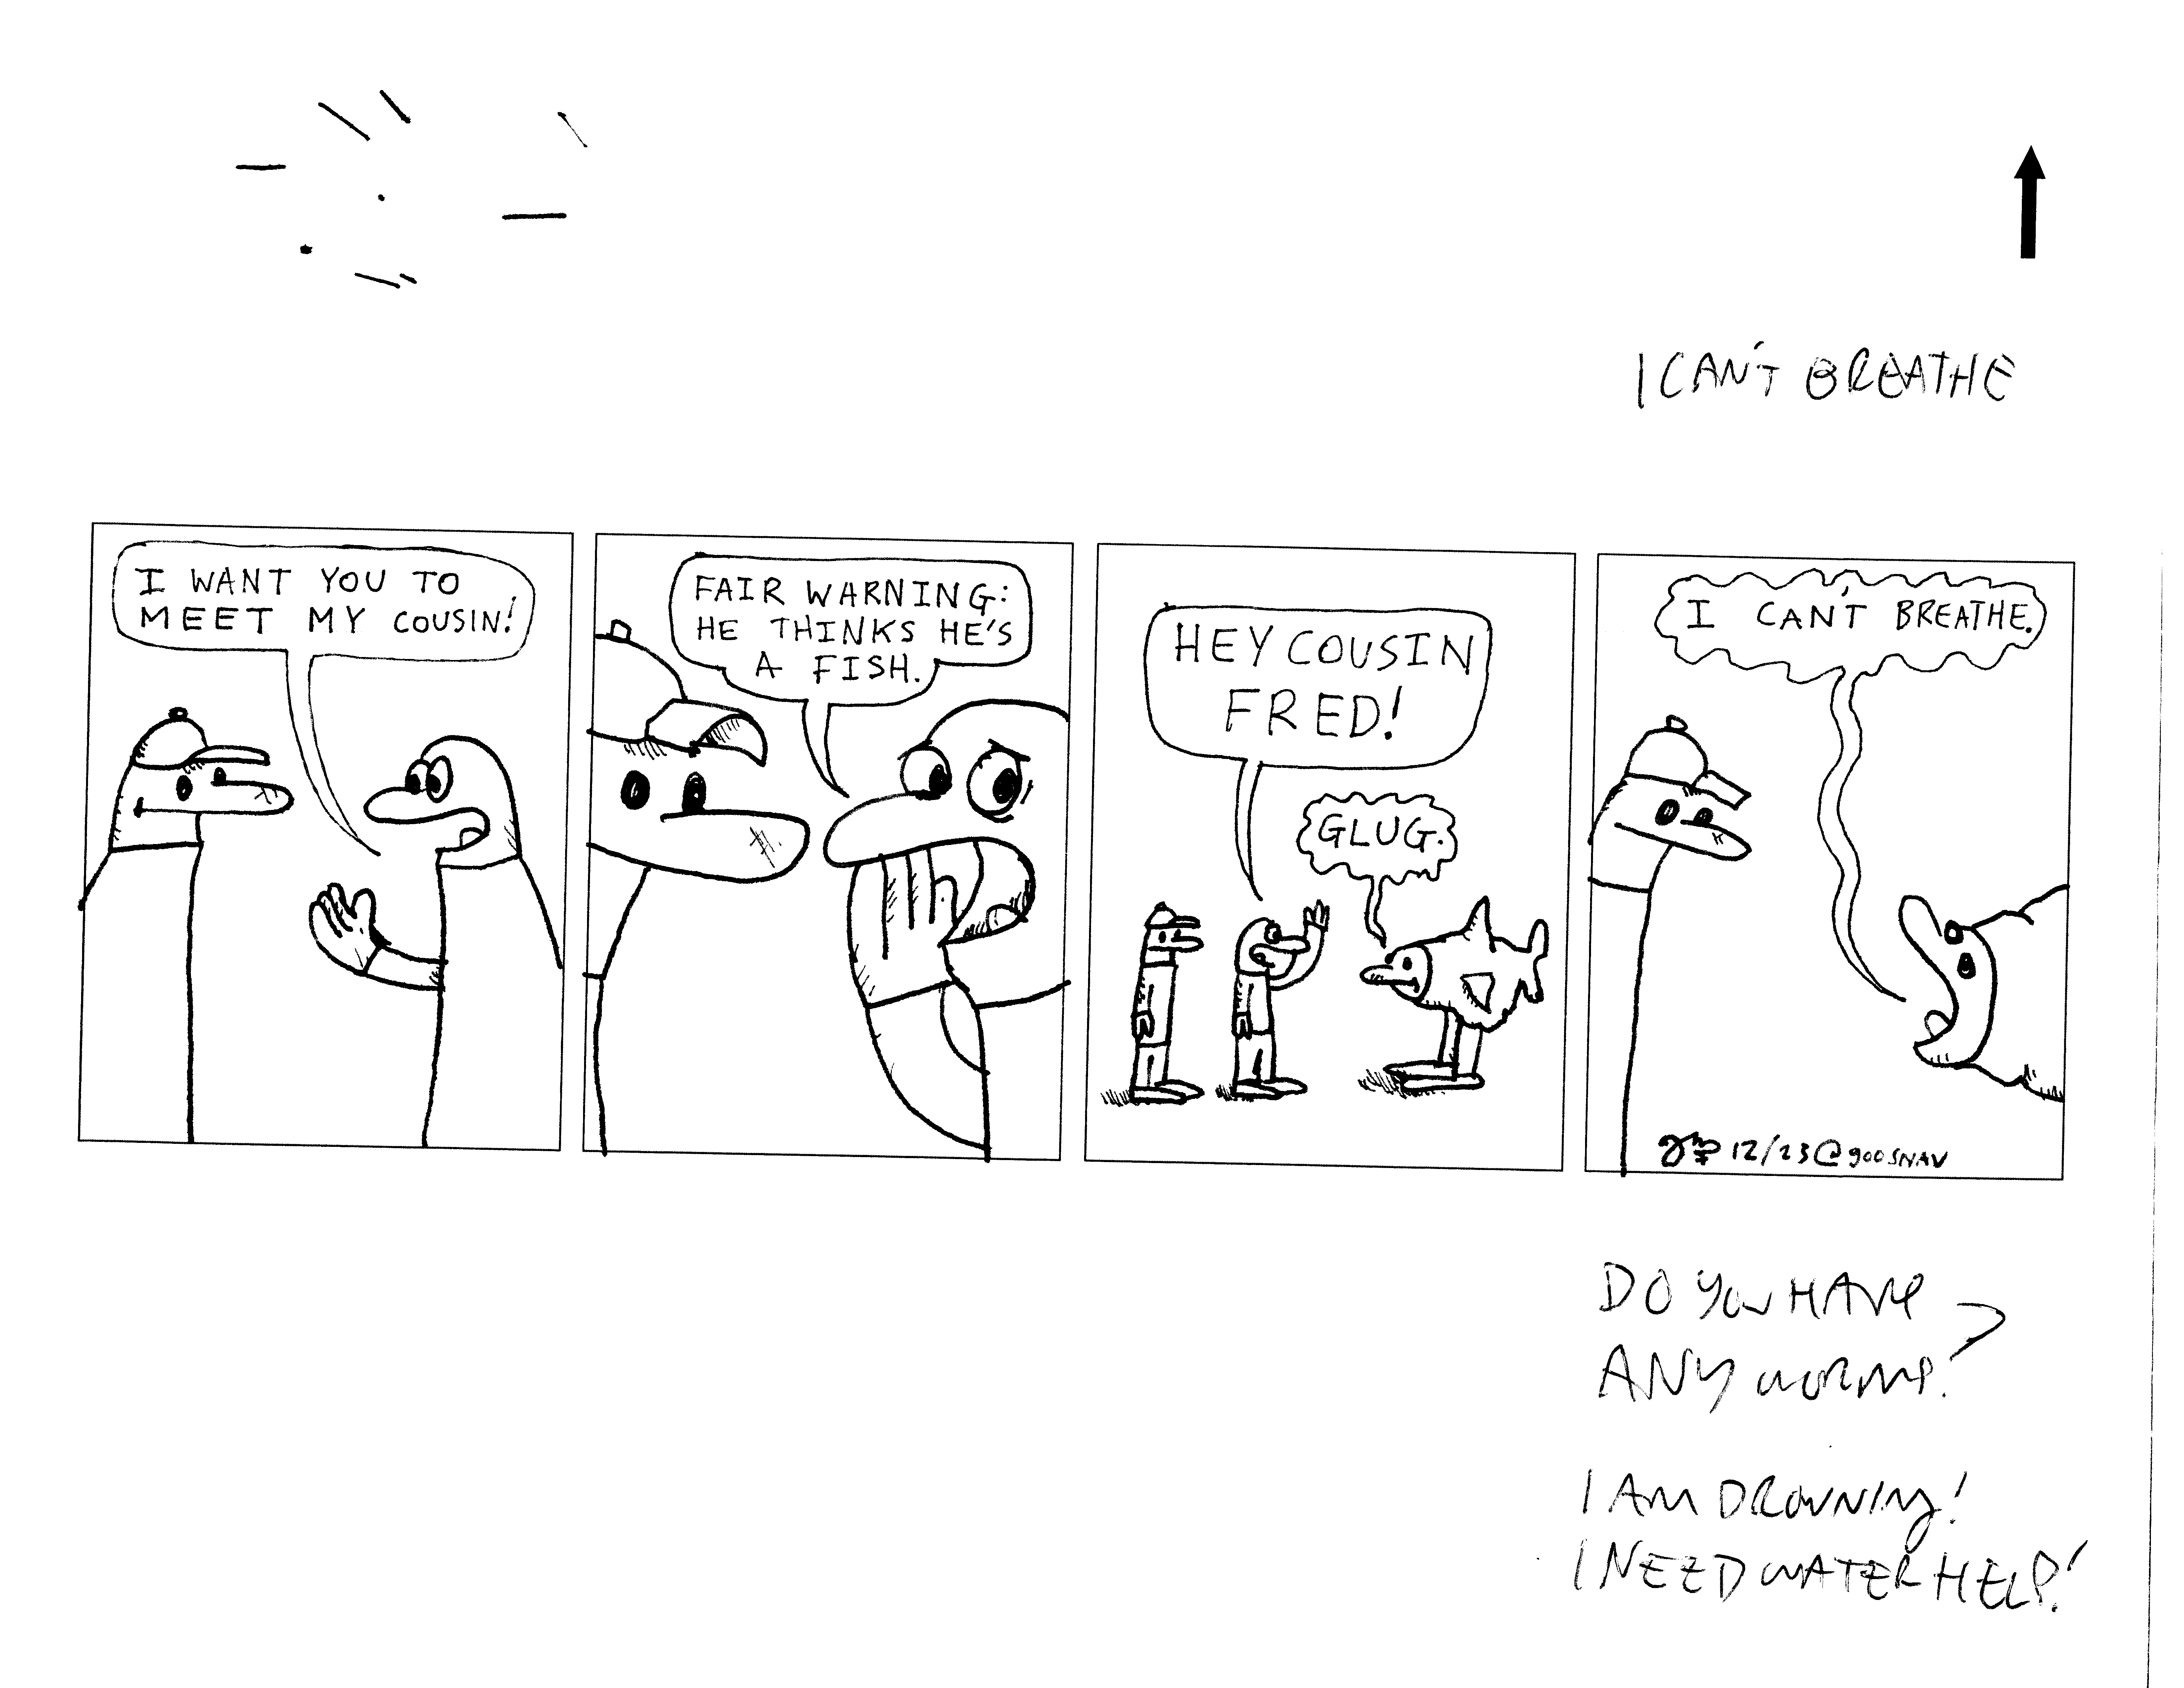 I CAN'T BREATHE
I WANT YOU TO
MEET MY COUSIN!
FAIR WARNING:
HE THINKS HE'S
A FISH.
HEY COUSIN
FRED!
GLUG.
I CAN'T BREATHE.
12/23@goosnav
DO YOU HAVE
ANY WORMS?
I AM DROWNING!
I NEED WATER HELP!